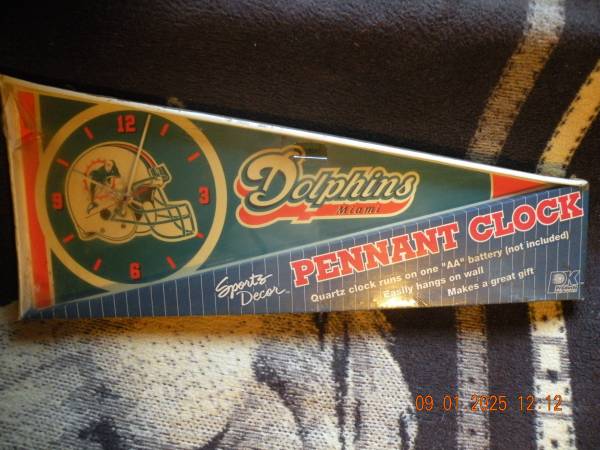 12
3
6
9
Dolphins
Miami
Sports
Decor
PENNANT CLOCK
Quartz clock runs on one "AA" battery (not included)
Easily hangs on wall
Makes a great gift
09 01 2025 12 12